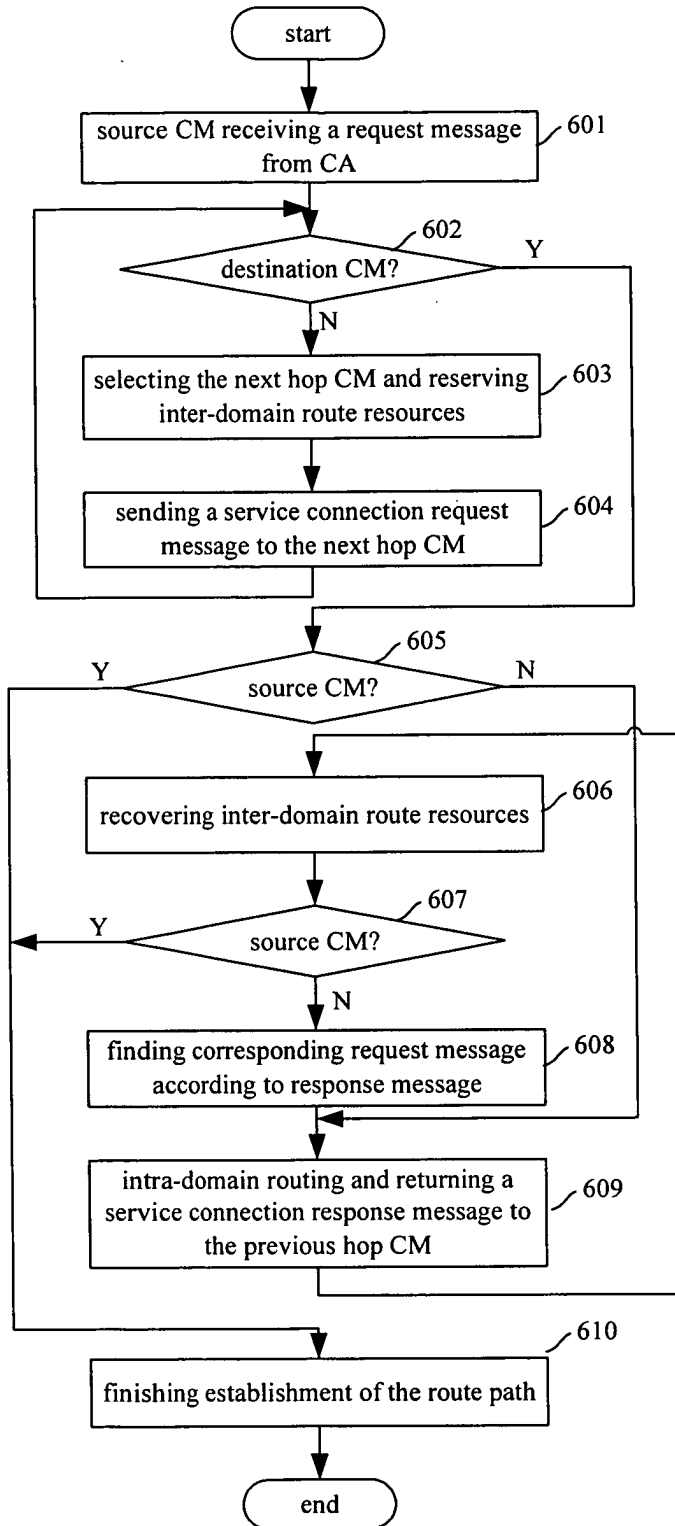 start
source CM receiving a request message
from CA
601
602
destination CM?
Y
N
selecting the next hop CM and reserving
inter-domain route resources
603
sending a service connection request
message to the next hop CM
604
605
Y
source CM?
N
recovering inter-domain route resources
606
607
Y
source CM?
N
finding corresponding request message
according to response message
608
intra-domain routing and returning a
service connection response message to
the previous hop CM
609
610
finishing establishment of the route path
end